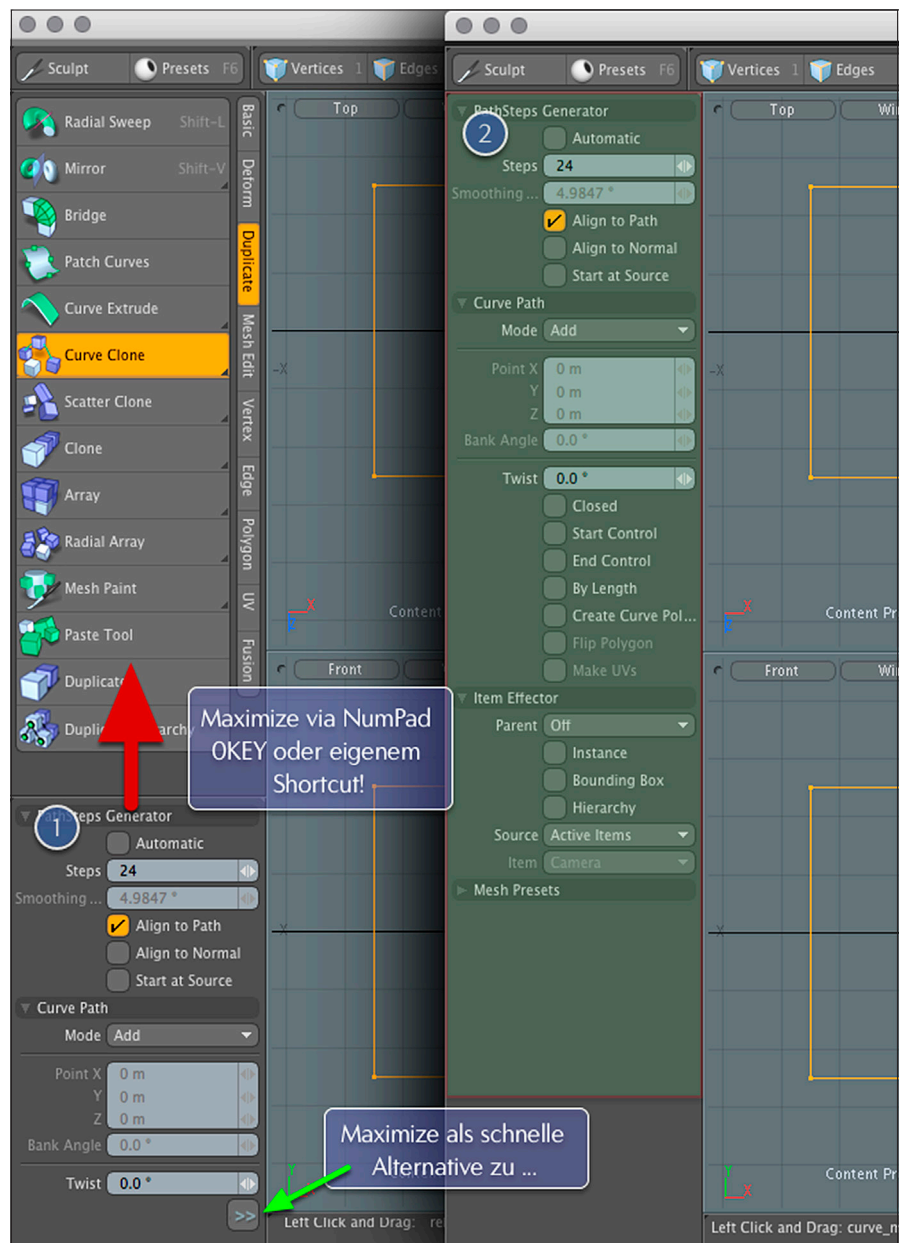 Sculpt
Presets F6
Vertices 1
Edges
Radial Sweep Shift-L
Mirror Shift-V
Bridge
Patch Curves
Curve Extrude
Curve Clone
Scatter Clone
Clone
Array
Radial Array
Mesh Paint
Paste Tool
Basic
Deform
Duplicate
Mesh Edit
Vertex
Edge
Polygon
UV
Fusion
Top
-X
X
Z
Content
Front
Maximize via NumPad
0KEY oder eigenem
Shortcut!
1
Generator
Automatic
Steps 24
Smoothing ... 4.9847 °
Align to Path
Align to Normal
Start at Source
Curve Path
Mode Add
Point X 0 m
Y 0 m
Z 0 m
Bank Angle 0.0 °
Twist 0.0 °
>>
-X
Maximize als schnelle
Alternative zu ...
Y
Left Click and Drag:
Sculpt
Presets F6
Vertices 1
Edges
2
PathSteps Generator
Automatic
Steps 24
Smoothing ... 4.9847 °
Align to Path
Align to Normal
Start at Source
Curve Path
Mode Add
Point X 0 m
Y 0 m
Z 0 m
Bank Angle 0.0 °
Twist 0.0 °
Closed
Start Control
End Control
By Length
Create Curve Pol...
Flip Polygon
Make UVs
Item Effector
Parent Off
Instance
Bounding Box
Hierarchy
Source Active Items
Item Camera
Mesh Presets
Top
Wi
-X
X
Z
Content Pr
Front
Wi
-X
Y
X
Content Pr
Left Click and Drag: curve_n